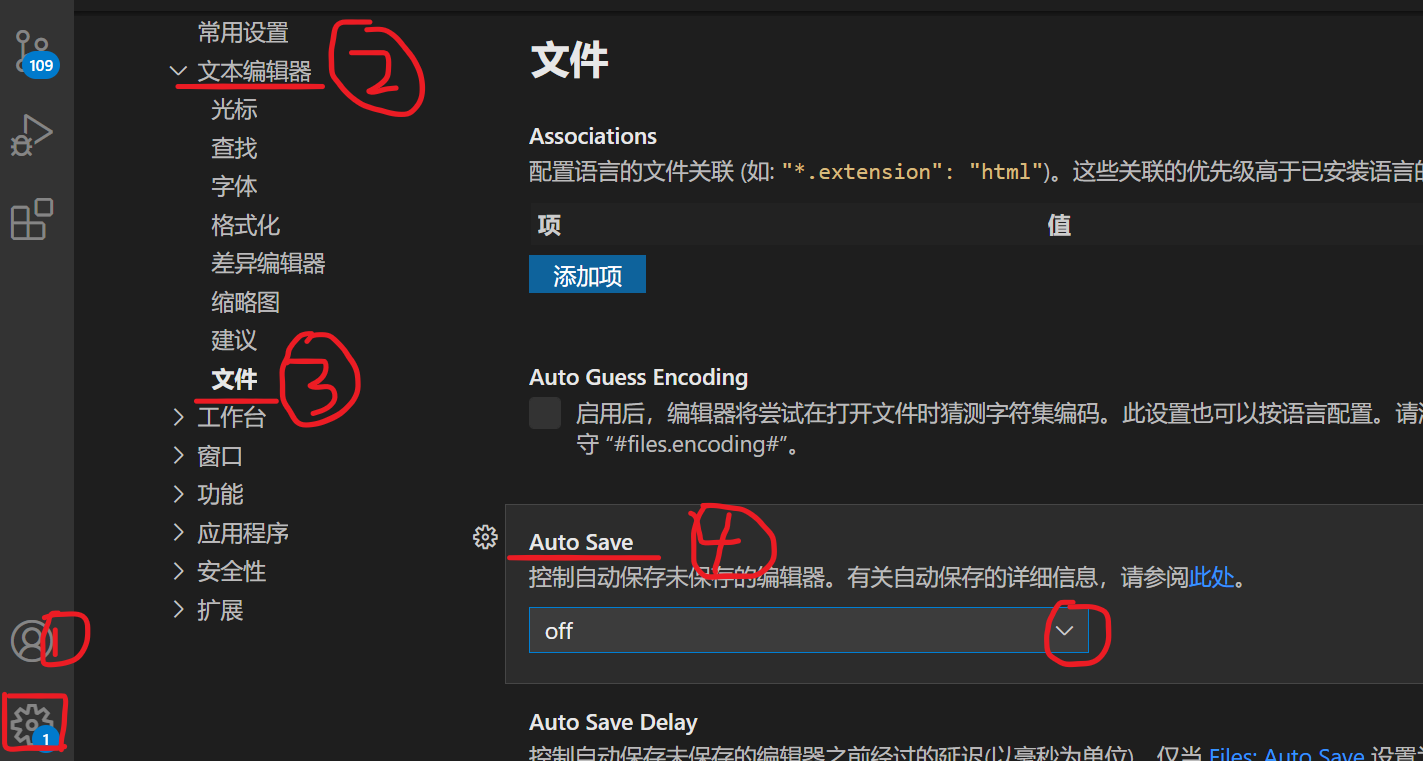 109
1
1
常用设置
文本编辑器
2
光标
查找
字体
格式化
差异编辑器
缩略图
建议
文件
3
工作台
窗口
功能
应用程序
安全性
扩展
文件
Associations
配置语言的文件关联 (如: "*.extension": "html")。这些关联的优先级高于已安装语言的
项 值
添加项
Auto Guess Encoding
启用后，编辑器将尝试在打开文件时猜测字符集编码。此设置也可以按语言配置。请
守 “#files.encoding#”。
Auto Save
4
控制自动保存未保存的编辑器。有关自动保存的详细信息，请参阅此处。
off
Auto Save Delay
控制自动保存未保存的编辑器之前经过的延迟(以毫秒为单位)。仅当 Files: Auto Save 设置